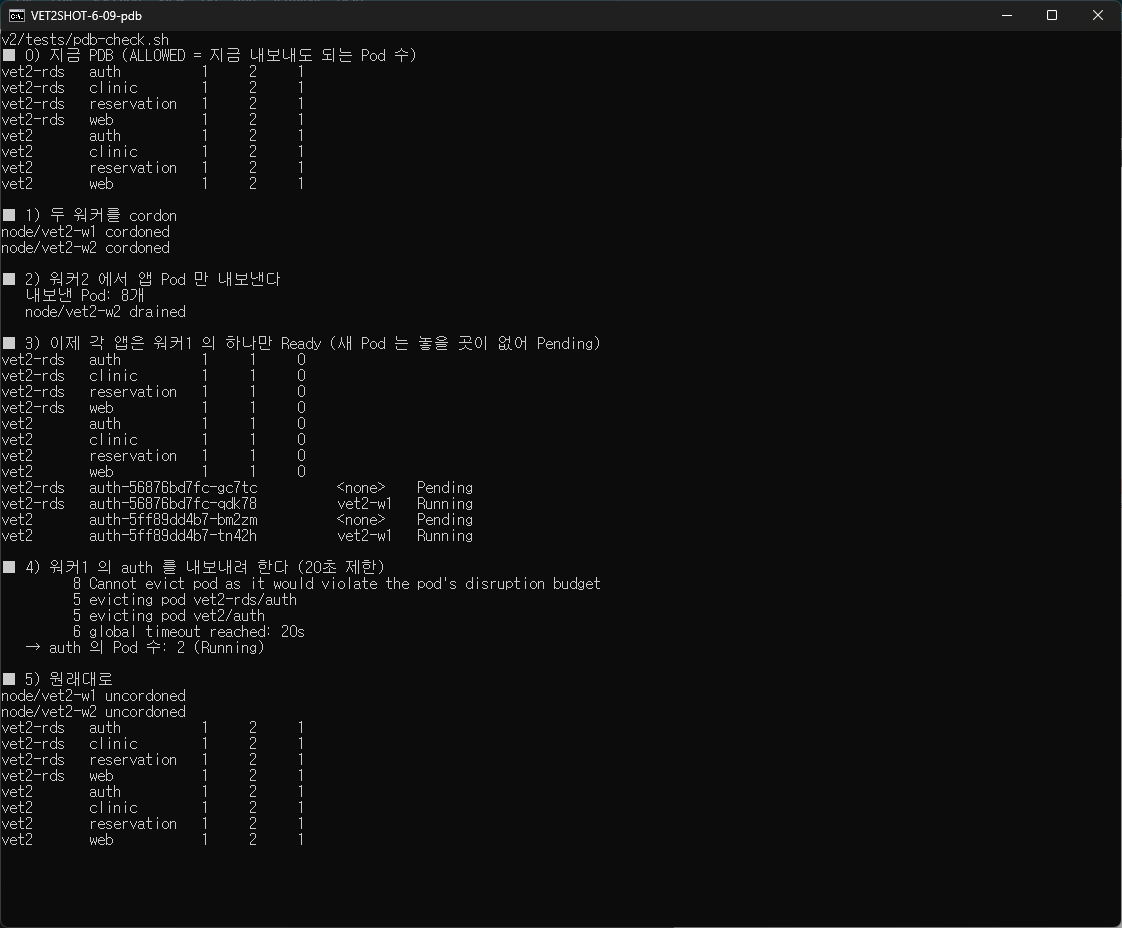 VET2SHOT-6-09-pdb
v2/tests/pdb-check.sh
■ 0) 지금 PDB (ALLOWED = 지금 내보내도 되는 Pod 수)
vet2-rds auth 1 2 1
vet2-rds clinic 1 2 1
vet2-rds reservation 1 2 1
vet2-rds web 1 2 1
vet2 auth 1 2 1
vet2 clinic 1 2 1
vet2 reservation 1 2 1
vet2 web 1 2 1
■ 1) 두 워커를 cordon
node/vet2-w1 cordoned
node/vet2-w2 cordoned
■ 2) 워커2 에서 앱 Pod 만 내보낸다
내보낸 Pod: 8개
node/vet2-w2 drained
■ 3) 이제 각 앱은 워커1 의 하나만 Ready (새 Pod 는 놓을 곳이 없어 Pending)
vet2-rds auth 1 1 0
vet2-rds clinic 1 1 0
vet2-rds reservation 1 1 0
vet2-rds web 1 1 0
vet2 auth 1 1 0
vet2 clinic 1 1 0
vet2 reservation 1 1 0
vet2 web 1 1 0
vet2-rds auth-56876bd7fc-gc7tc <none> Pending
vet2-rds auth-56876bd7fc-qdk78 vet2-w1 Running
vet2 auth-5ff89dd4b7-bm2zm <none> Pending
vet2 auth-5ff89dd4b7-tn42h vet2-w1 Running
■ 4) 워커1 의 auth 를 내보내려 한다 (20초 제한)
8 Cannot evict pod as it would violate the pod's disruption budget
5 evicting pod vet2-rds/auth
5 evicting pod vet2/auth
6 global timeout reached: 20s
→ auth 의 Pod 수: 2 (Running)
■ 5) 원래대로
node/vet2-w1 uncordoned
node/vet2-w2 uncordoned
vet2-rds auth 1 2 1
vet2-rds clinic 1 2 1
vet2-rds reservation 1 2 1
vet2-rds web 1 2 1
vet2 auth 1 2 1
vet2 clinic 1 2 1
vet2 reservation 1 2 1
vet2 web 1 2 1